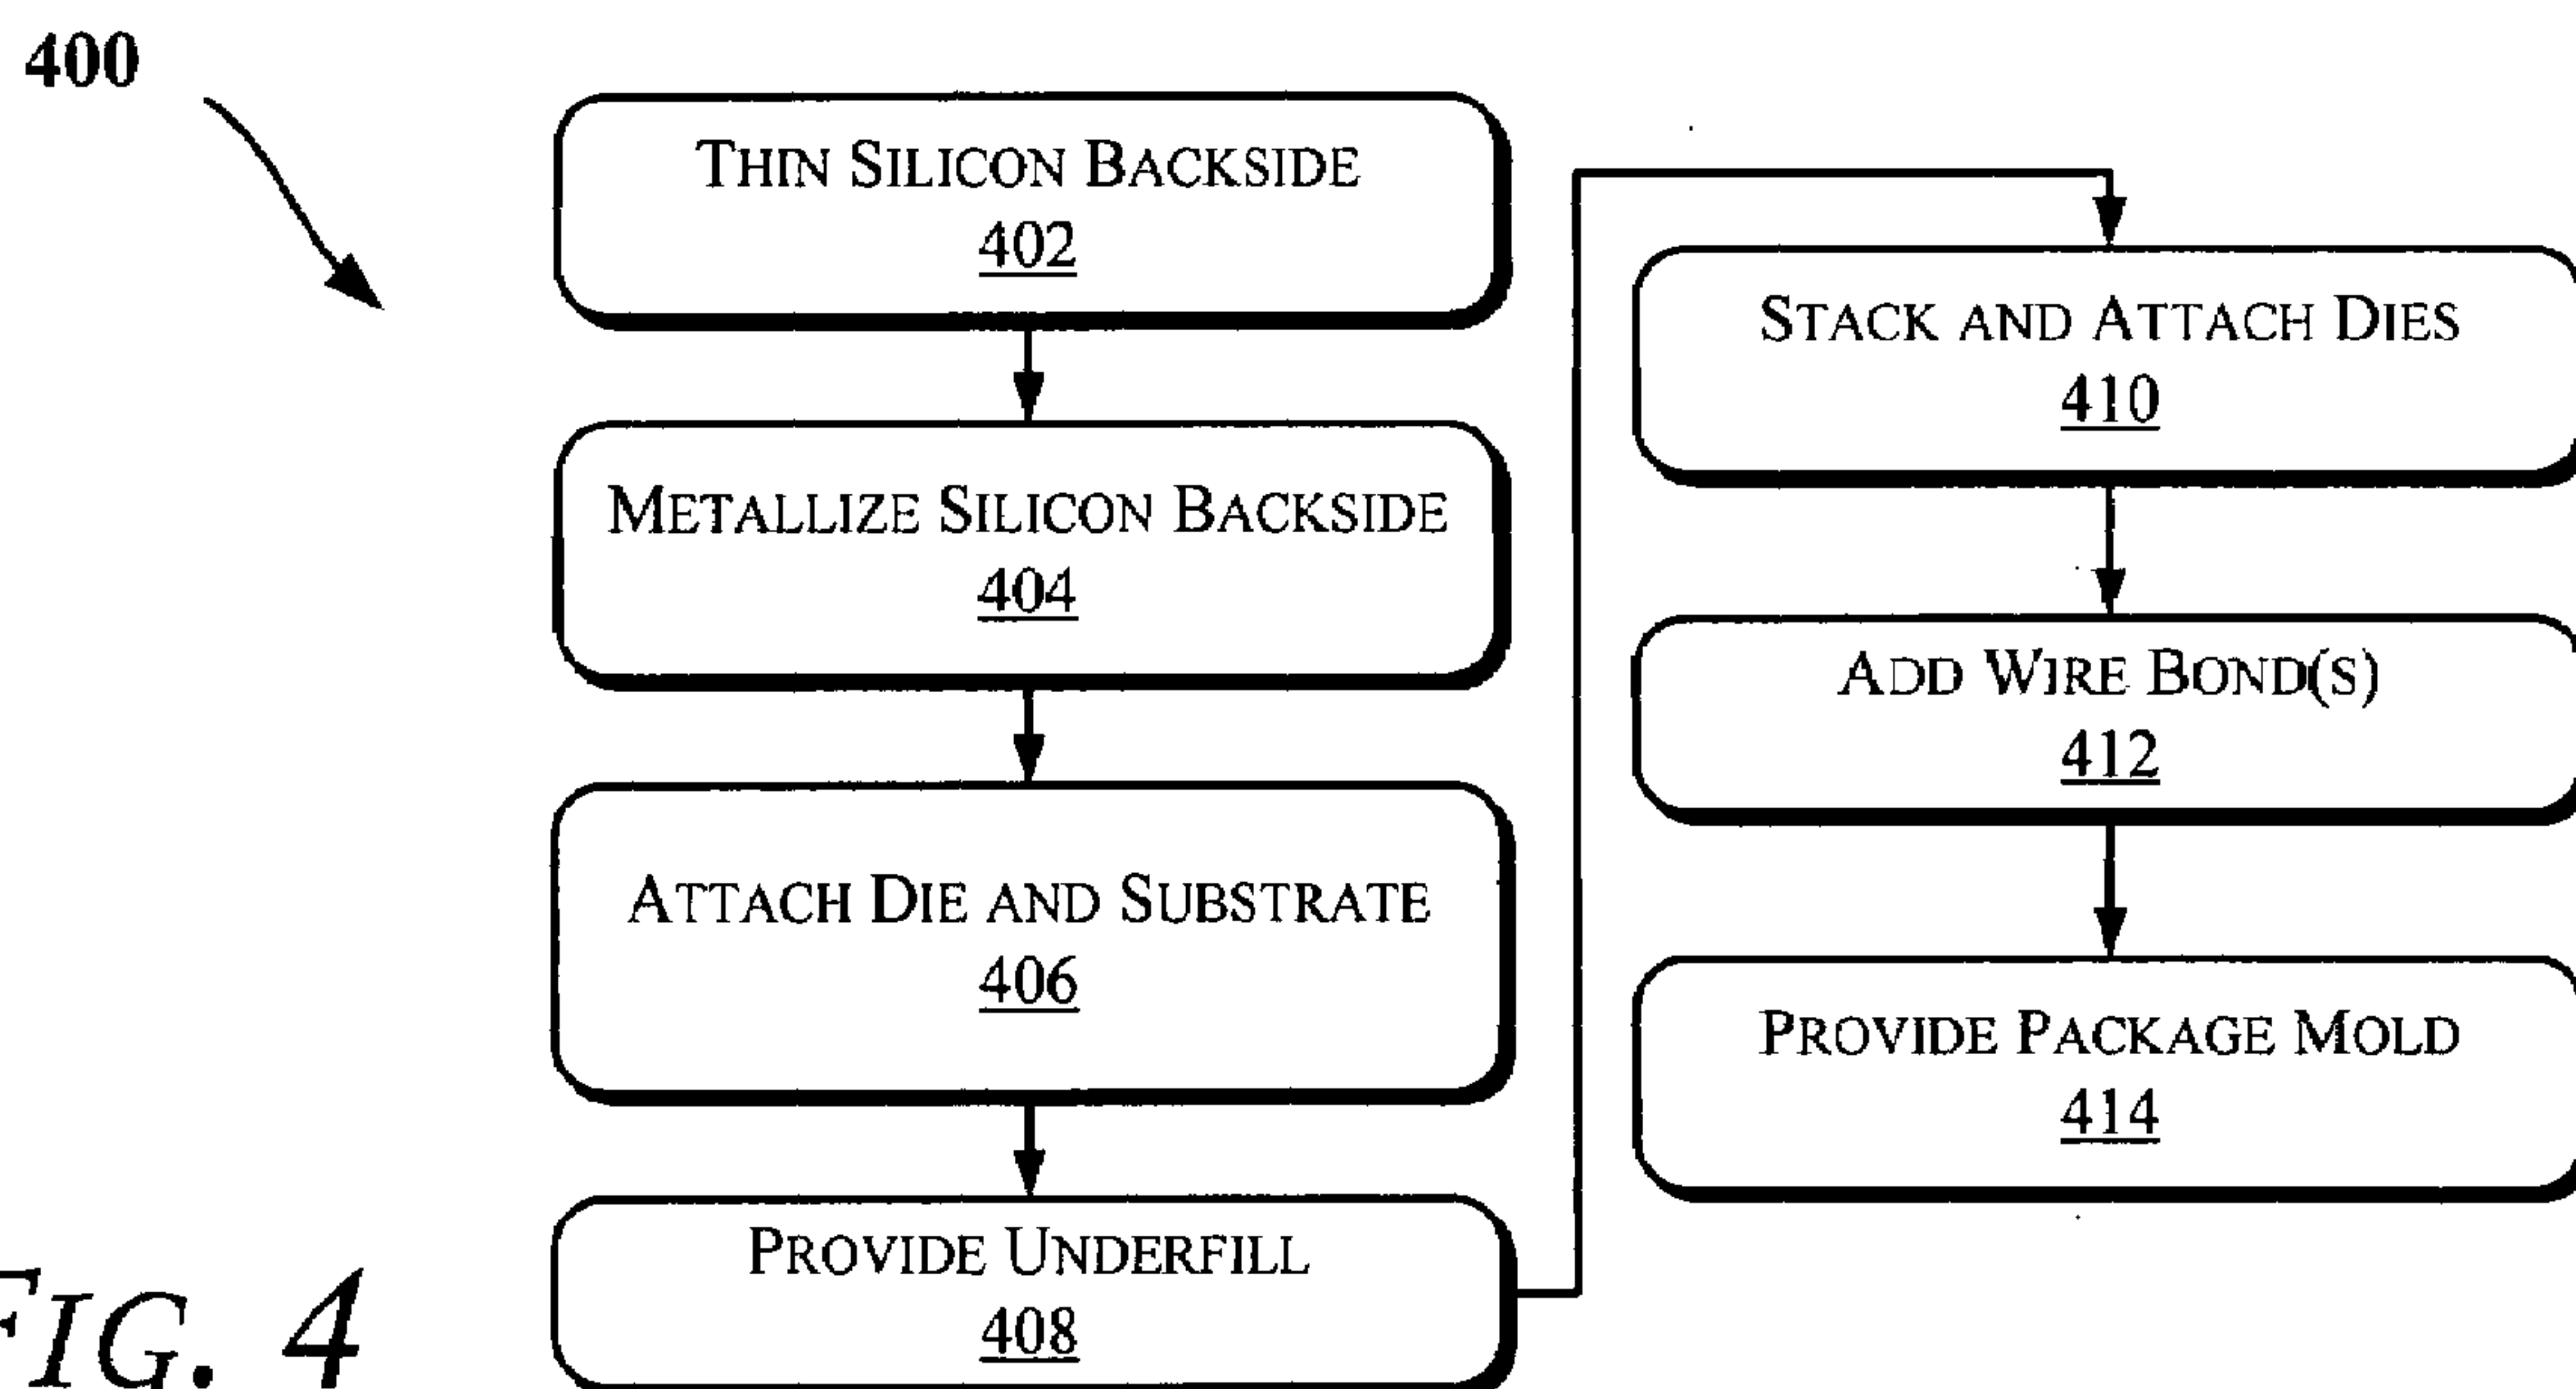 400
THIN SILICON BACKSIDE
402
METALLIZE SILICON BACKSIDE
404
ATTACH DIE AND SUBSTRATE
406
PROVIDE UNDERFILL
408
STACK AND ATTACH DIES
410
ADD WIRE BOND(S)
412
PROVIDE PACKAGE MOLD
414
FIG. 4